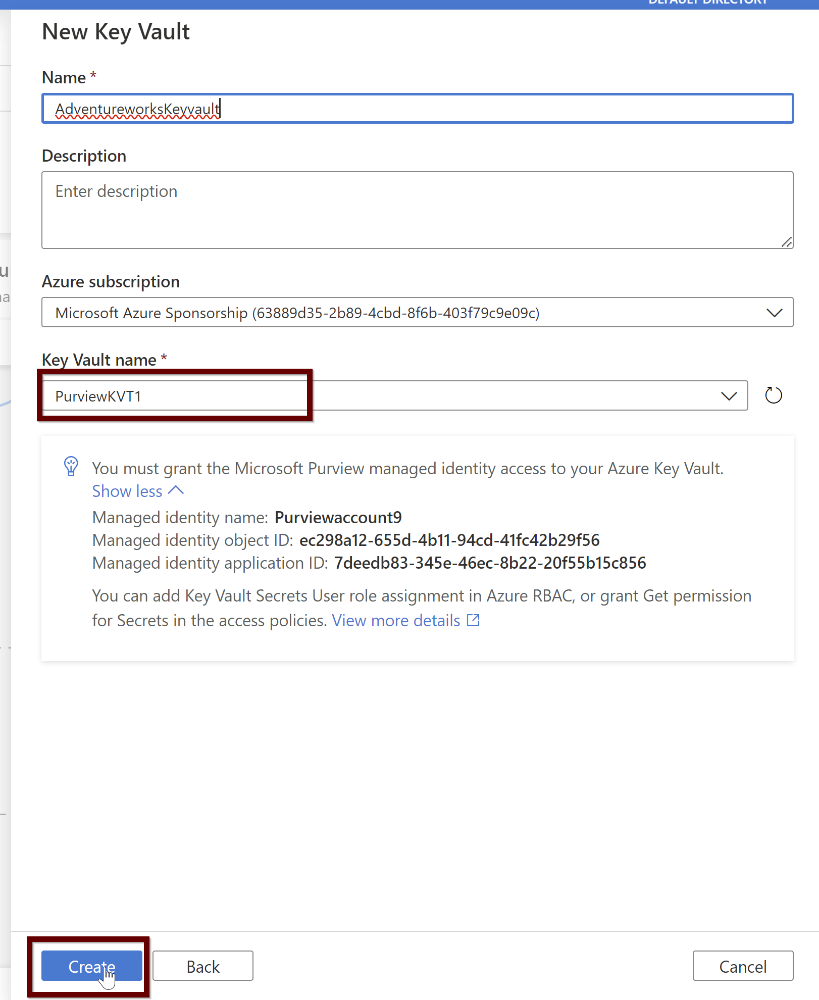 DEFAULT DIRECTORY
New Key Vault
Name *
AdventureworksKeyvault
Description
Enter description
Azure subscription
Microsoft Azure Sponsorship (63889d35-2b89-4cbd-8f6b-403f79c9e09c)
Key Vault name *
PurviewKVT1
You must grant the Microsoft Purview managed identity access to your Azure Key Vault.
Show less
Managed identity name: Purviewaccount9
Managed identity object ID: ec298a12-655d-4b11-94cd-41fc42b29f56
Managed identity application ID: 7deedb83-345e-46ec-8b22-20f55b15c856
You can add Key Vault Secrets User role assignment in Azure RBAC, or grant Get permission
for Secrets in the access policies. View more details
Create
Back
Cancel